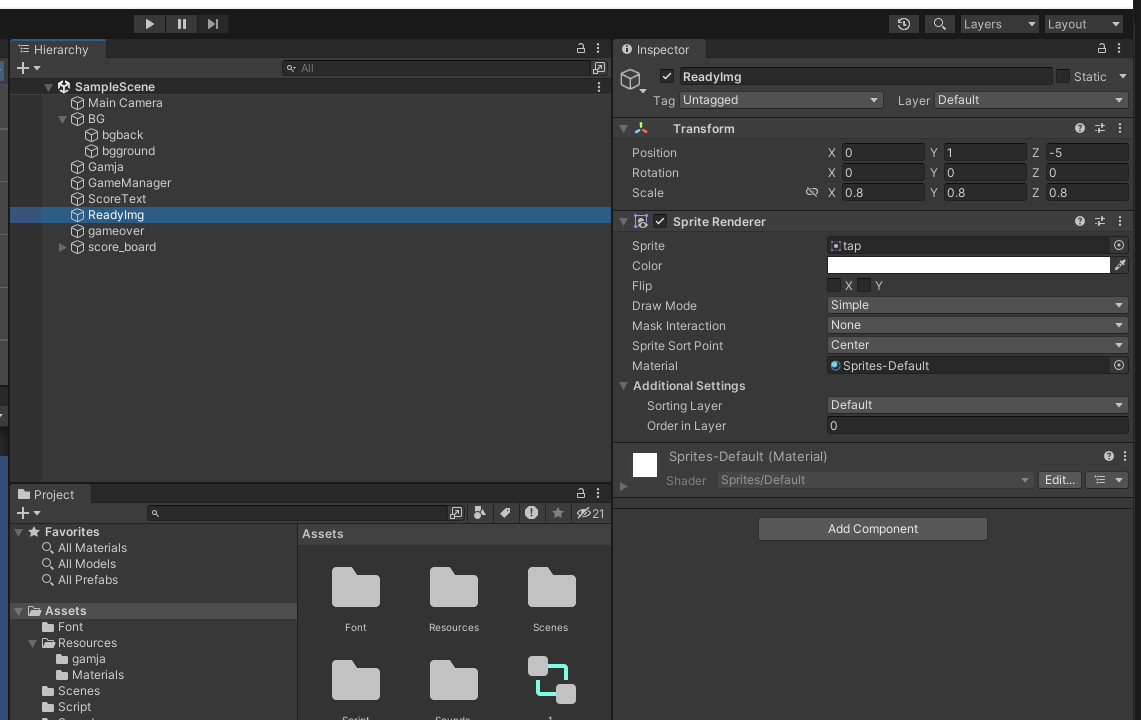 Layers
Layout
Hierarchy
All
SampleScene
Main Camera
BG
bgback
bgground
Gamja
GameManager
ScoreText
ReadyImg
gameover
score_board
Project
21
Favorites
All Materials
All Models
All Prefabs
Assets
Font
Resources
gamja
Materials
Scenes
Script
Assets
Font
Resources
Scenes
Inspector
ReadyImg
Static
Tag Untagged
Layer Default
Transform
Position X 0 Y 1 Z -5
Rotation X 0 Y 0 Z 0
Scale X 0.8 Y 0.8 Z 0.8
Sprite Renderer
Sprite tap
Color
Flip X Y
Draw Mode Simple
Mask Interaction None
Sprite Sort Point Center
Material Sprites-Default
Additional Settings
Sorting Layer Default
Order in Layer 0
Sprites-Default (Material)
Shader Sprites/Default Edit...
Add Component